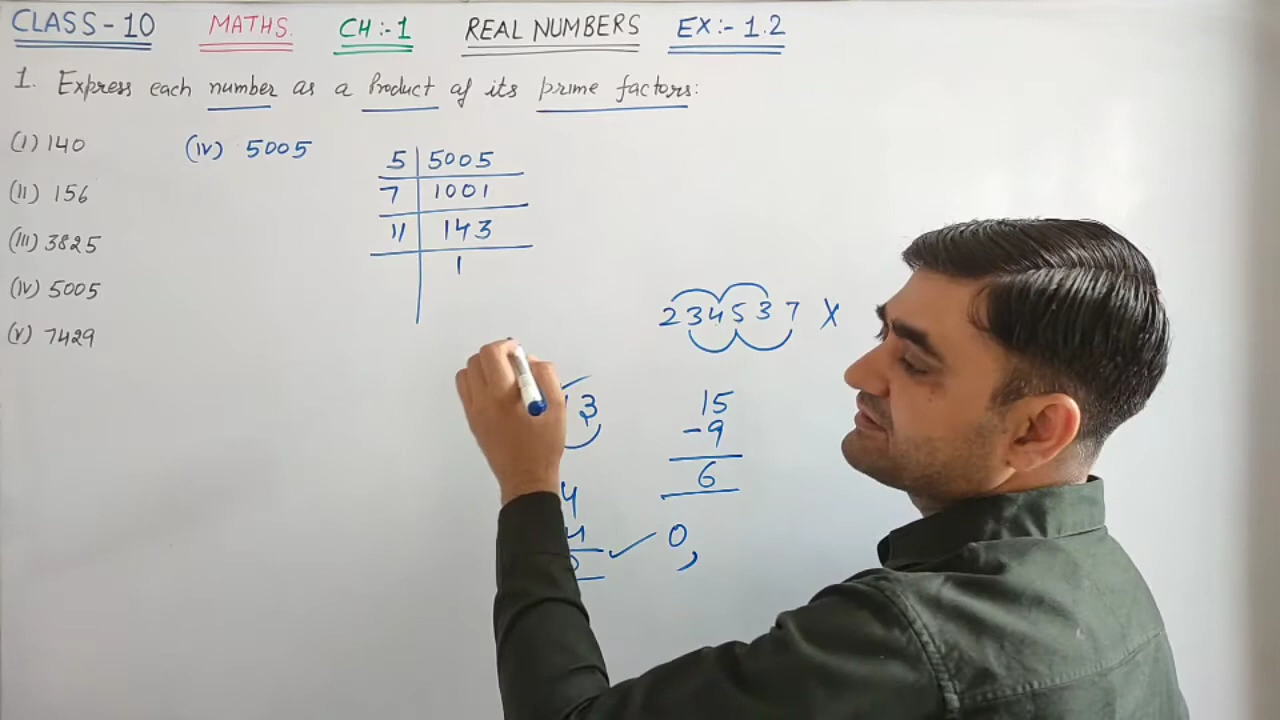 CLASS-10 MATHS. CH:-1 REAL NUMBERS EX:- 1.2
1. Express each number as a Product of its prime factors:
(I) 140
(II) 156
(III) 3825
(IV) 5005
(V) 7429
(IV) 5005
5 5005
7 1001
11 143
1
234537 X
13
4
15
-9
6
0,